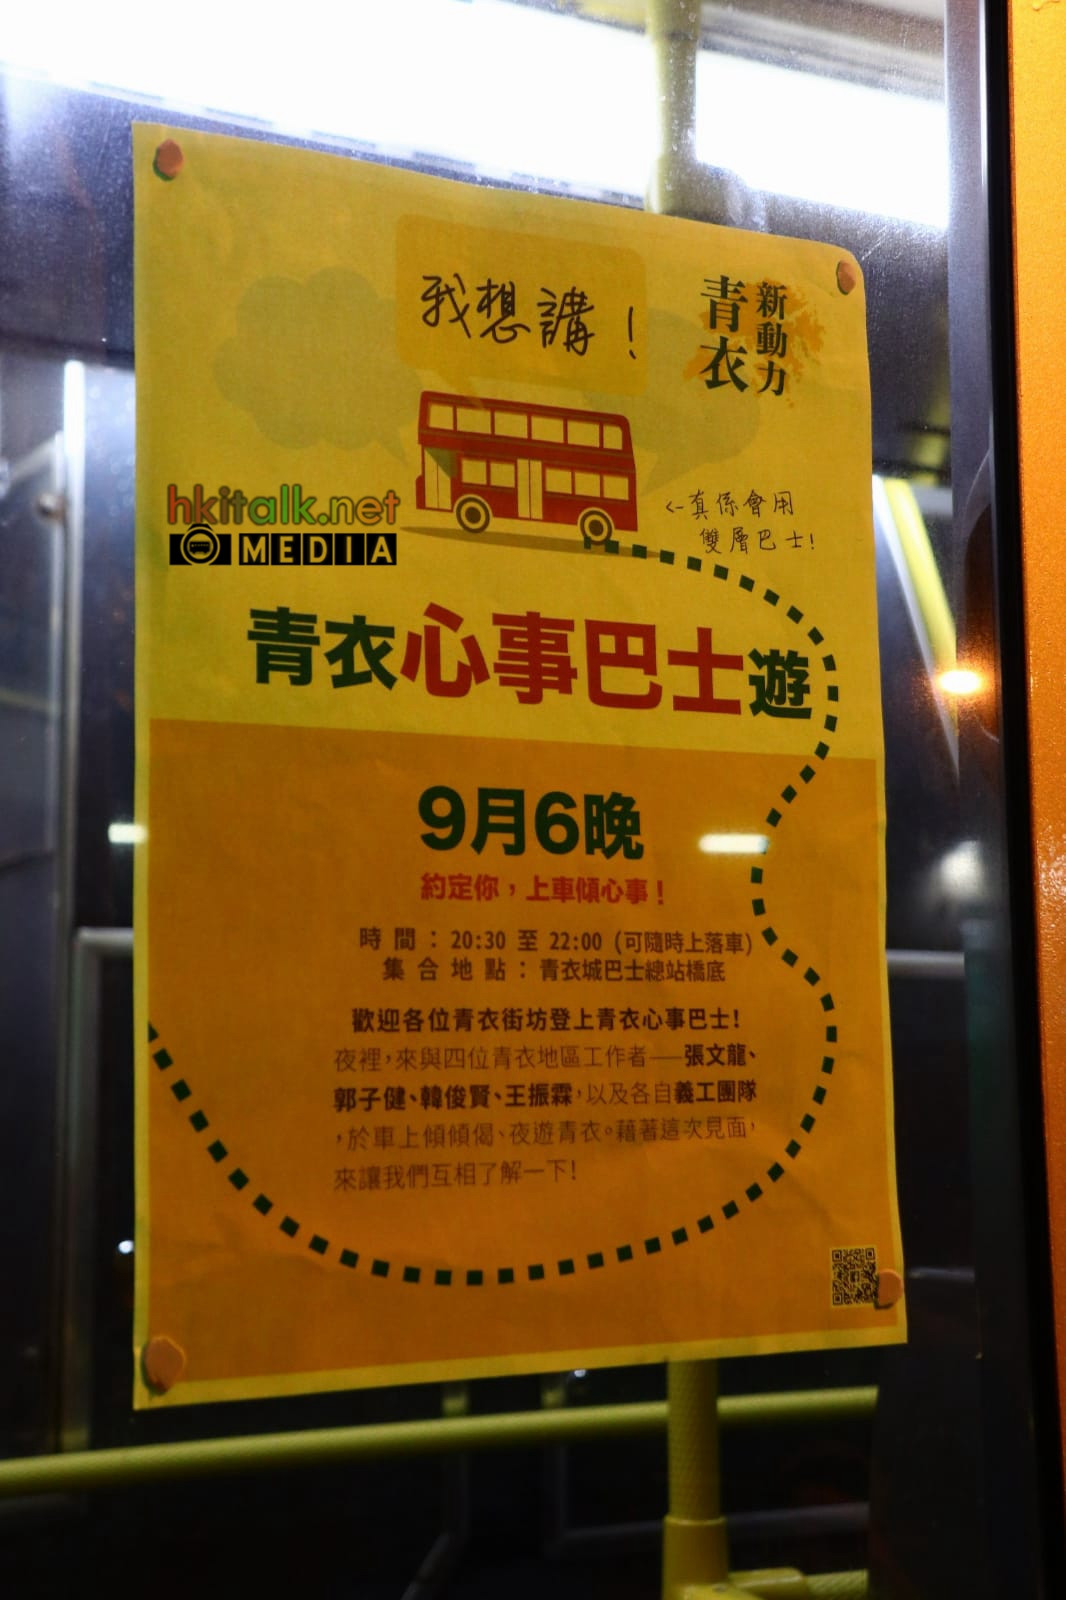 我想講！
青衣
新動力
<-真係會用
雙層巴士!
hkitalk.net
MEDIA
青衣心事巴士遊
9月6晚
約定你，上車傾心事！
時間：20:30 至 22:00 (可隨時上落車)
集合地點：青衣城巴士總站橋底
歡迎各位青衣街坊登上青衣心事巴士！
夜裡，來與四位青衣地區工作者——張文龍、
郭子健、韓俊賢、王振霖，以及各自義工團隊
，於車上傾傾偈、夜遊青衣。藉著這次見面，
來讓我們互相了解一下！